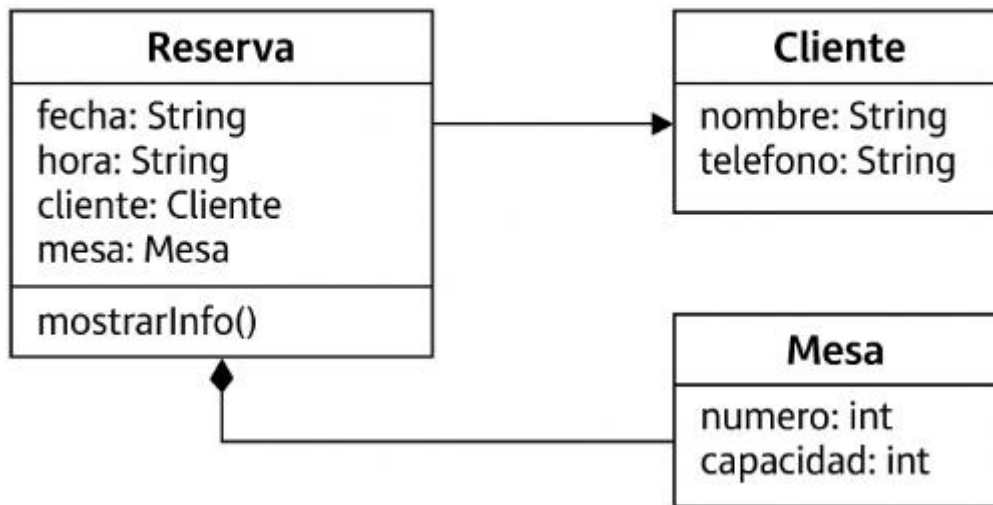 Reserva
fecha: String
hora: String
cliente: Cliente
mesa: Mesa
mostrarInfo()
Cliente
nombre: String
telefono: String
Mesa
numero: int
capacidad: int